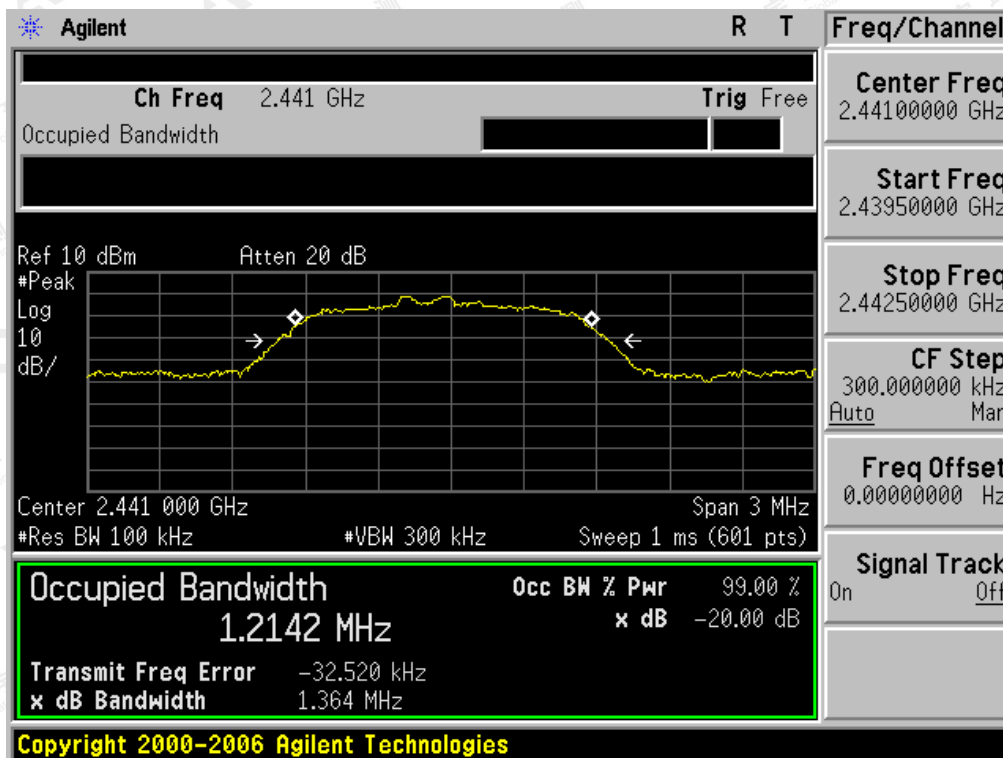 Agilent R T Freq/Channel
Ch Freq 2.441 GHz Trig Free
Occupied Bandwidth
Center Freq
2.44100000 GHz
Start Freq
2.43950000 GHz
Stop Freq
2.44250000 GHz
CF Step
300.000000 kHz
Auto Man
Freq Offset
0.00000000 Hz
Signal Track
On Off
Ref 10 dBm Atten 20 dB
#Peak
Log
10
dB/
Center 2.441 000 GHz Span 3 MHz
#Res BW 100 kHz #VBW 300 kHz Sweep 1 ms (601 pts)
Occupied Bandwidth Occ BW % Pwr 99.00 %
1.2142 MHz x dB -20.00 dB
Transmit Freq Error -32.520 kHz
x dB Bandwidth 1.364 MHz
Copyright 2000-2006 Agilent Technologies